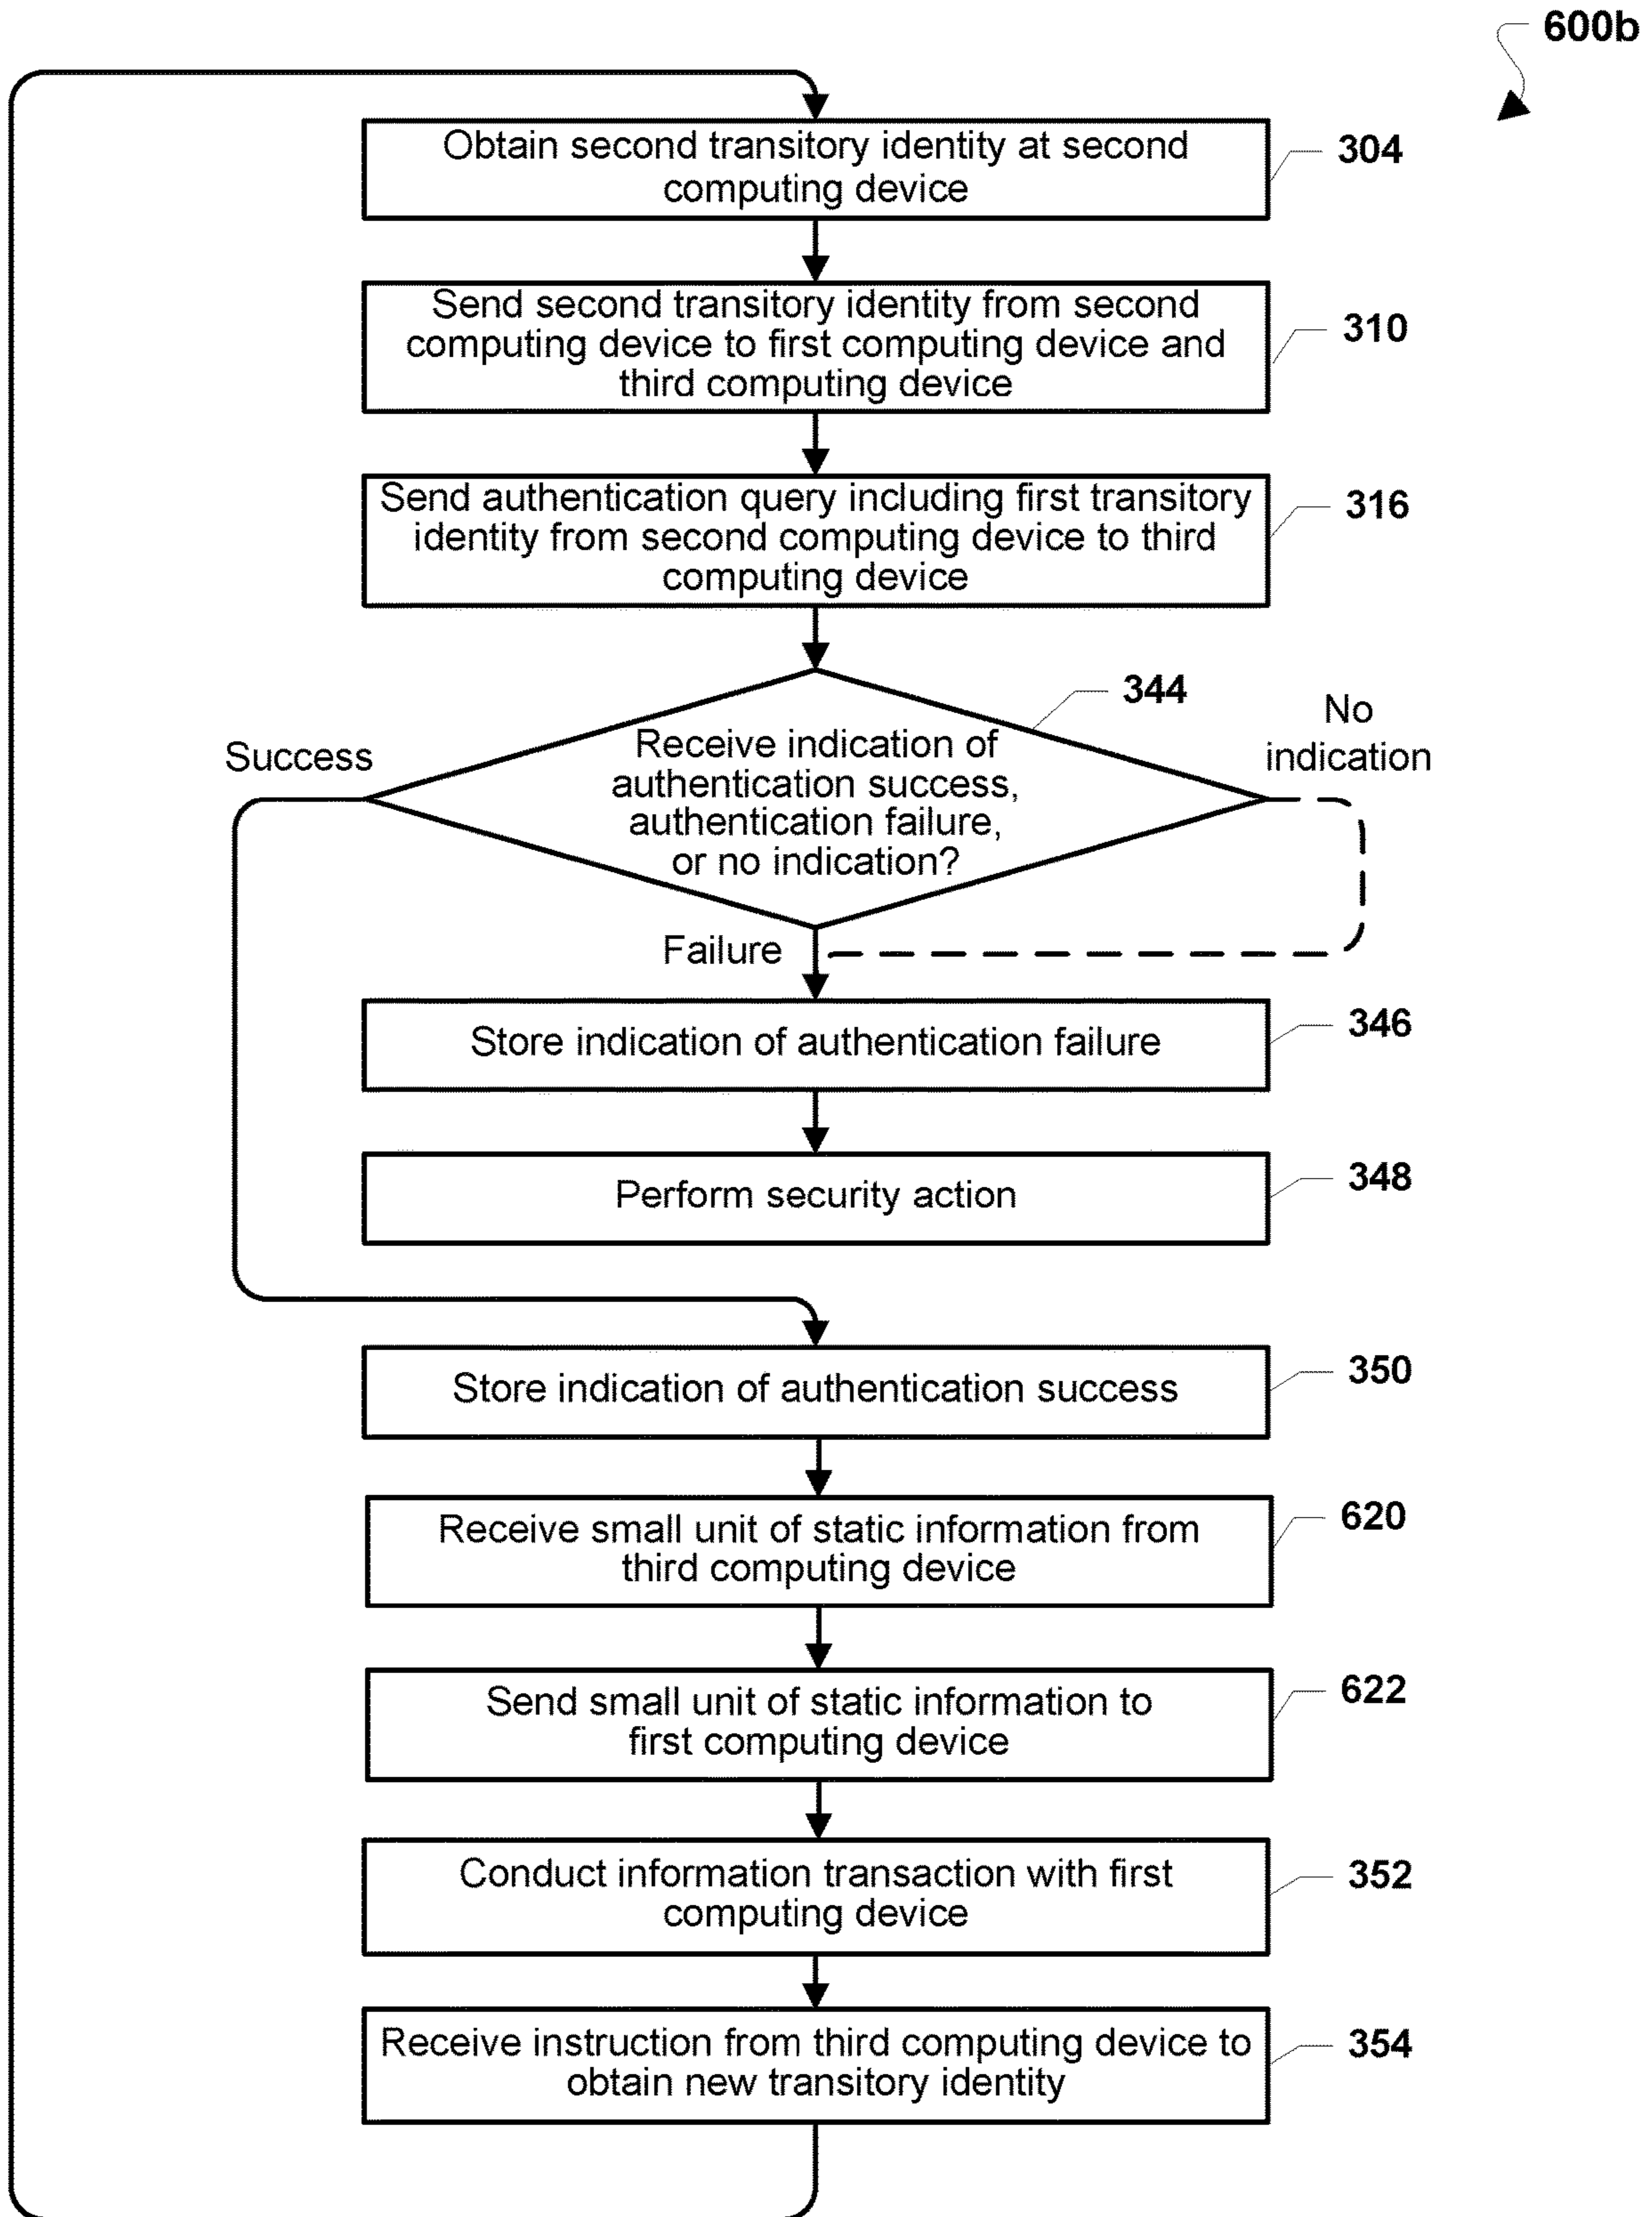 600b
Obtain second transitory identity at second
computing device
304
Send second transitory identity from second
computing device to first computing device and
third computing device
310
Send authentication query including first transitory
identity from second computing device to third
computing device
316
344
No
indication
Success
Receive indication of
authentication success,
authentication failure,
or no indication?
Failure
Store indication of authentication failure
346
Perform security action
348
Store indication of authentication success
350
Receive small unit of static information from
third computing device
620
Send small unit of static information to
first computing device
622
Conduct information transaction with first
computing device
352
Receive instruction from third computing device to
obtain new transitory identity
354